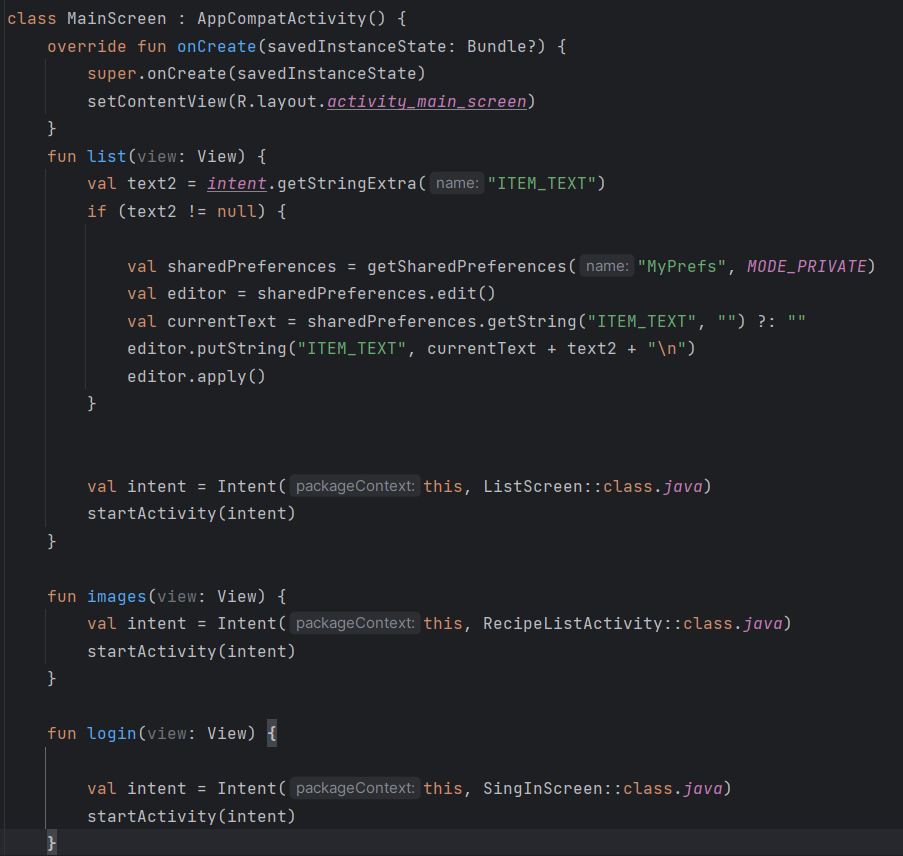 class MainScreen : AppCompatActivity() {
    override fun onCreate(savedInstanceState: Bundle?) {
        super.onCreate(savedInstanceState)
        setContentView(R.layout.activity_main_screen)
    }
    fun list(view: View) {
        val text2 = intent.getStringExtra( name: "ITEM_TEXT")
        if (text2 != null) {

            val sharedPreferences = getSharedPreferences( name: "MyPrefs", MODE_PRIVATE)
            val editor = sharedPreferences.edit()
            val currentText = sharedPreferences.getString("ITEM_TEXT", "") ?: ""
            editor.putString("ITEM_TEXT", currentText + text2 + "\n")
            editor.apply()
        }


        val intent = Intent( packageContext: this, ListScreen::class.java)
        startActivity(intent)
    }

    fun images(view: View) {
        val intent = Intent( packageContext: this, RecipeListActivity::class.java)
        startActivity(intent)
    }

    fun login(view: View) {

        val intent = Intent( packageContext: this, SingInScreen::class.java)
        startActivity(intent)
    }